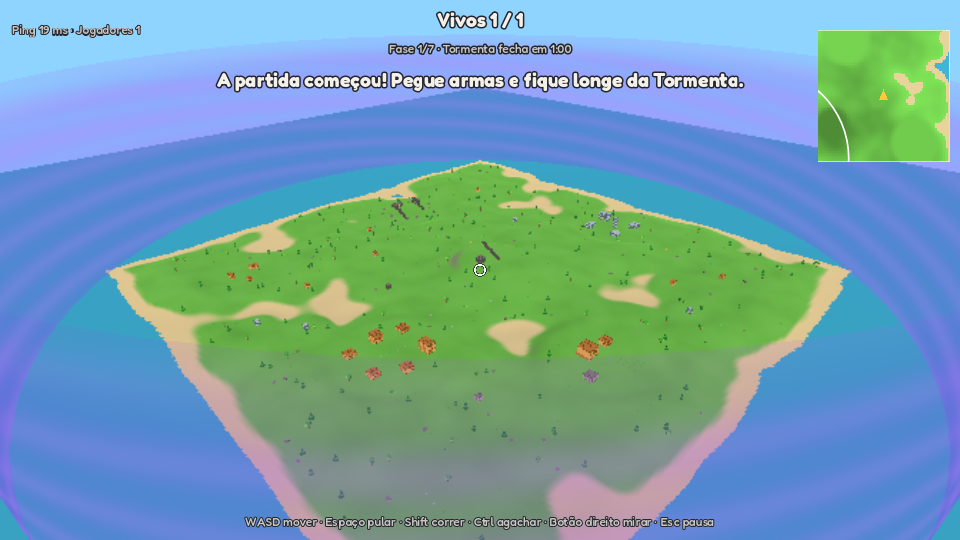 Vivos 1 / 1
Ping 19 ms · Jogadores 1
Fase 1/7 · Tormenta fecha em 1:00
A partida começou! Pegue armas e fique longe da Tormenta.
WASD mover · Espaço pular · Shift correr · Ctrl agachar · Botão direito mirar · Esc pausa